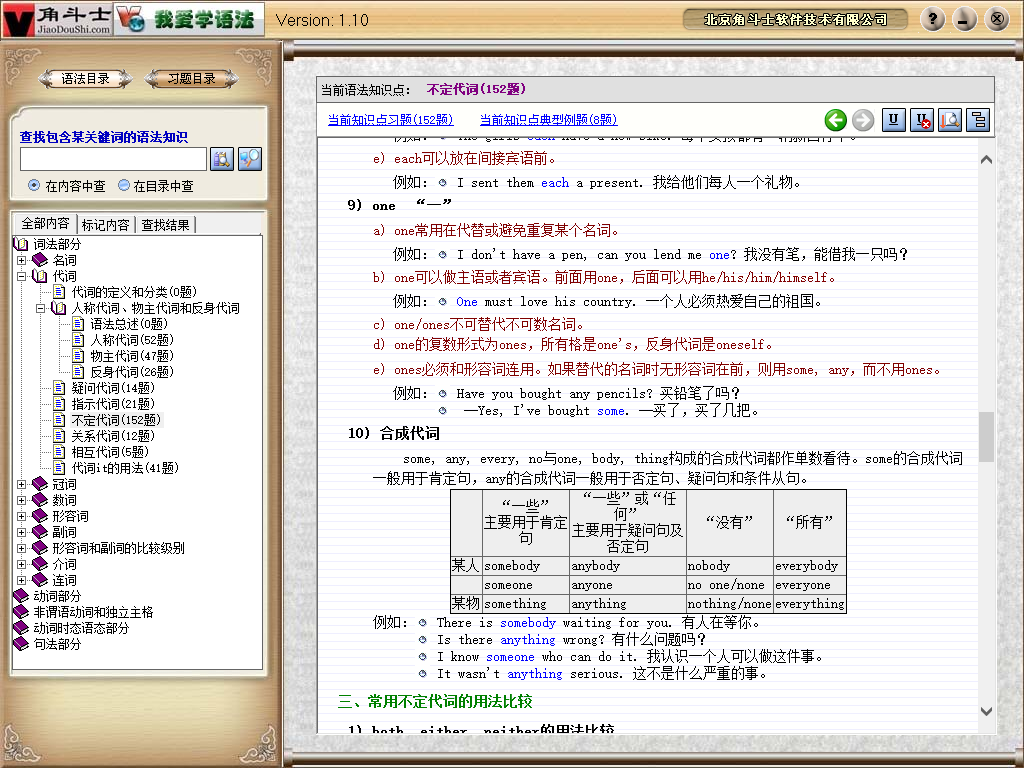 角斗士
JiaoDouShi.com
我爱学语法
Version: 1.10
北京角斗士软件技术有限公司
语法目录
习题目录
查找包含某关键词的语法知识
在内容中查
在目录中查
全部内容
标记内容
查找结果
词法部分
名词
代词
代词的定义和分类(0题)
人称代词、物主代词和反身代词
语法总述(0题)
人称代词(52题)
物主代词(47题)
反身代词(26题)
疑问代词(14题)
指示代词(21题)
不定代词(152题)
关系代词(12题)
相互代词(5题)
代词it的用法(41题)
冠词
数词
形容词
副词
形容词和副词的比较级别
介词
连词
动词部分
非谓语动词和独立主格
动词时态语态部分
句法部分
当前语法知识点： 不定代词(152题)
当前知识点习题(152题)
当前知识点典型例题(8题)
e) each可以放在间接宾语前。
例如： I sent them each a present. 我给他们每人一个礼物。
9) one “一”
a) one常用在代替或避免重复某个名词。
例如： I don't have a pen, can you lend me one? 我没有笔，能借我一只吗？
b) one可以做主语或者宾语。前面用one，后面可以用he/his/him/himself。
例如： One must love his country. 一个人必须热爱自己的祖国。
c) one/ones不可替代不可数名词。
d) one的复数形式为ones，所有格是one's，反身代词是oneself。
e) ones必须和形容词连用。如果替代的名词时无形容词在前，则用some, any，而不用ones。
例如： Have you bought any pencils? 买铅笔了吗？
—Yes, I've bought some. —买了，买了几把。
10) 合成代词
some, any, every, no与one, body, thing构成的合成代词都作单数看待。some的合成代词
一般用于肯定句，any的合成代词一般用于否定句、疑问句和条件从句。
“一些”
主要用于肯定
句
“一些”或“任
何”
主要用于疑问句及
否定句
“没有”
“所有”
某人 somebody anybody nobody everybody
someone anyone no one/none everyone
某物 something anything nothing/none everything
例如： There is somebody waiting for you. 有人在等你。
Is there anything wrong? 有什么问题吗？
I know someone who can do it. 我认识一个人可以做这件事。
It wasn't anything serious. 这不是什么严重的事。
三、常用不定代词的用法比较
1) both, either, neither的用法比较